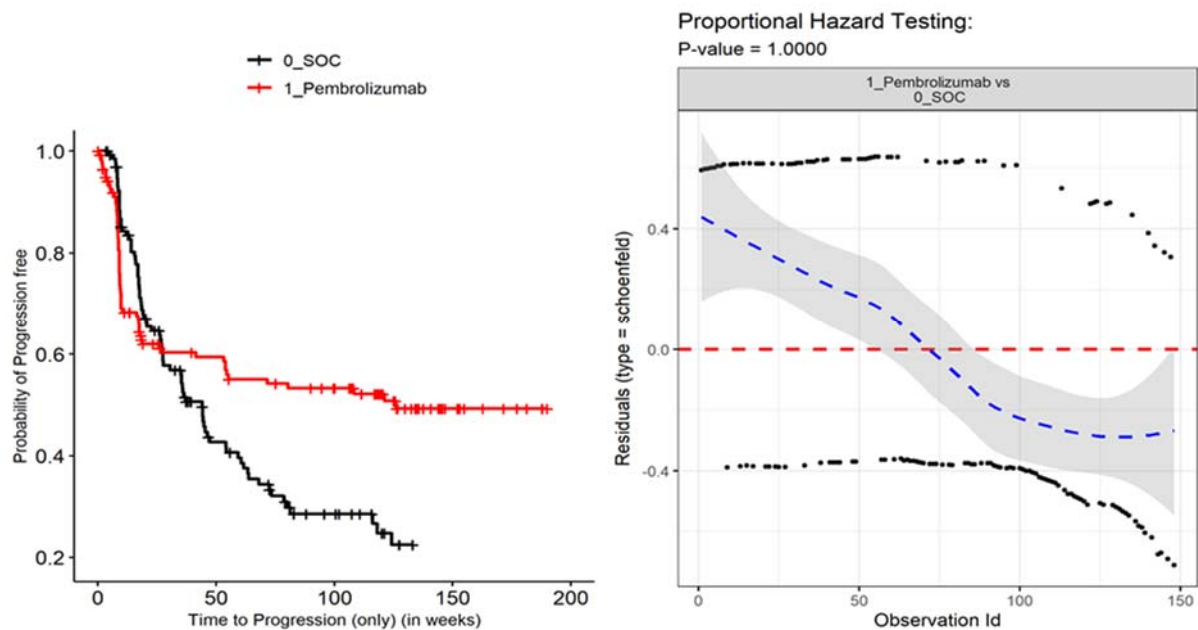 0_SOC
1_Pembrolizumab
1.0
0.8
0.6
0.4
0.2
Probability of Progression free
0
50
100
150
200
Time to Progression (only) (in weeks)
Proportional Hazard Testing:
P-value = 1.0000
1_Pembrolizumab vs
0_SOC
0.4
0.0
-0.4
Residuals (type = schoenfeld)
0
50
100
150
Observation Id